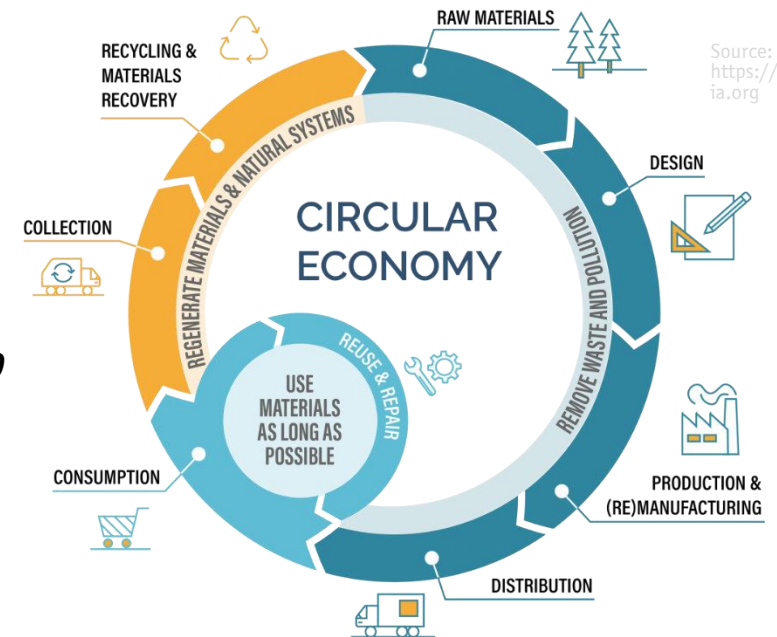 RAW MATERIALS
RECYCLING &
MATERIALS
RECOVERY
Source:
https://
ia.org
DESIGN
COLLECTION
CIRCULAR
ECONOMY
REGENERATE MATERIALS & NATURAL SYSTEMS
REMOVE WASTE AND POLLUTION
REUSE & REPAIR
USE
MATERIALS
AS LONG AS
POSSIBLE
CONSUMPTION
PRODUCTION &
(RE)MANUFACTURING
DISTRIBUTION